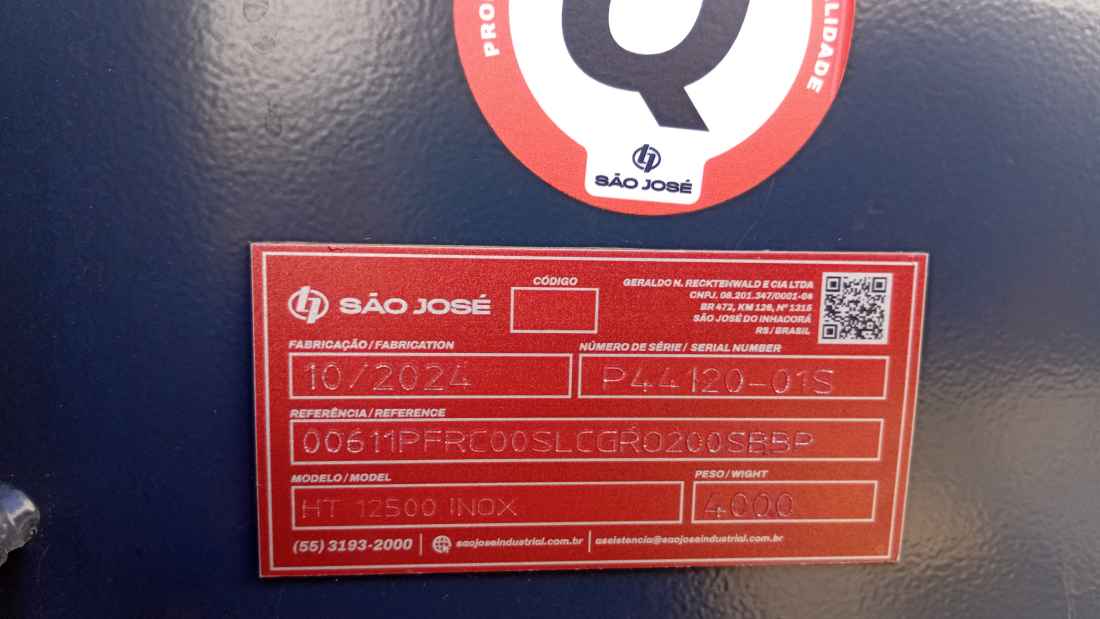 PRO
LIDADE
Q
SÃO JOSÉ
SÃO JOSÉ
CÓDIGO
GERALDO N. RECKTENWALD E CIA LTDA
CNPJ. 08.201.347/0001-04
BR 472, KM 126, Nº 1215
SÃO JOSÉ DO INHACORÁ
RS / BRASIL
FABRICAÇÃO / FABRICATION
10/2024
NÚMERO DE SÉRIE / SERIAL NUMBER
P44120-01S
REFERÊNCIA / REFERENCE
00611PFRC00SLCGRO200SBBP
MODELO / MODEL
HT 12500 INOX
PESO / WIGHT
4000
(55) 3193-2000
saojoseindustrial.com.br
assistencia@saojoseindustrial.com.br